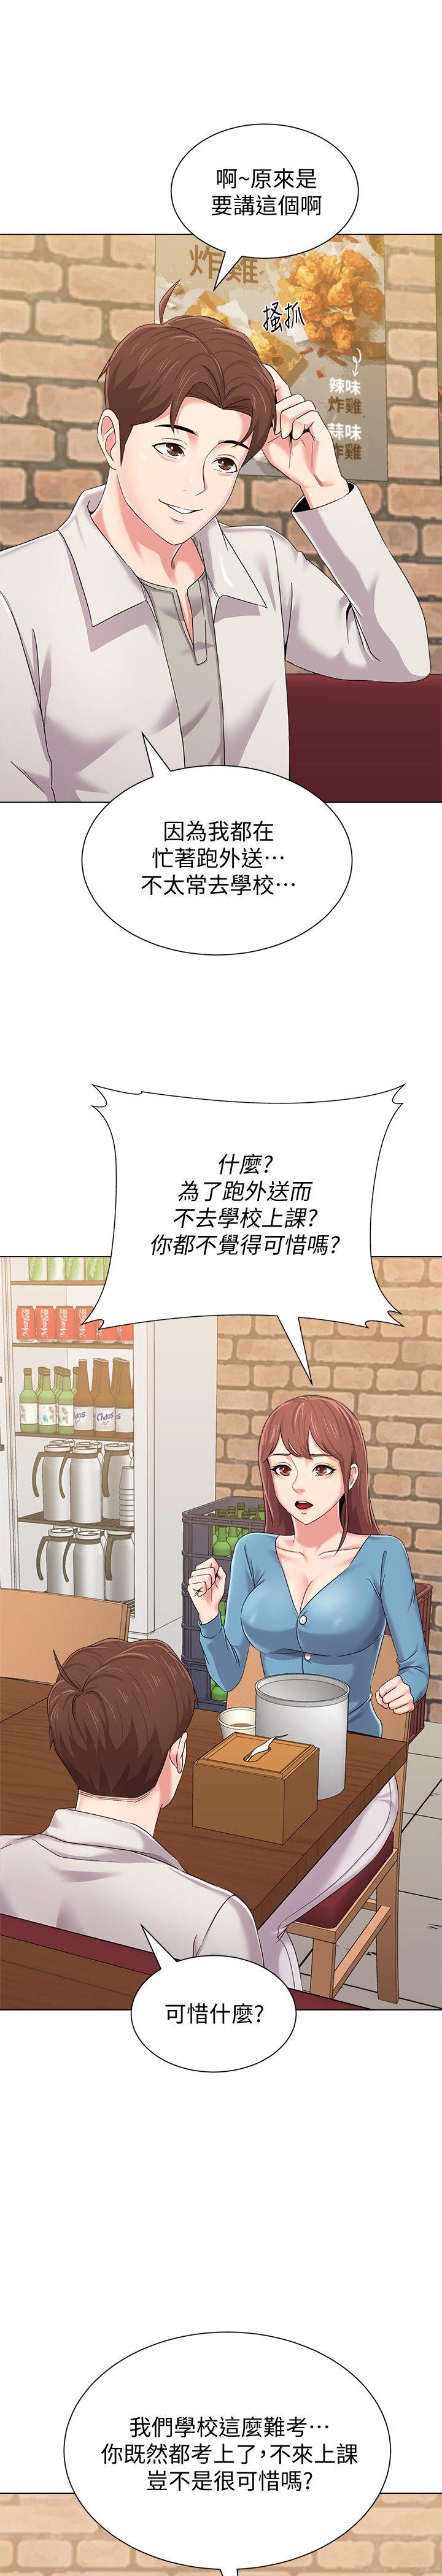 啊~原來是
要講這個啊
炸雞
搔抓
辣味
炸雞
蒜味
炸雞
因為我都在
忙著跑外送…
不太常去學校…
什麼?
為了跑外送而
不去學校上課?
你都不覺得可惜嗎?
Chaos
可惜什麼?
我們學校這麼難考…
你既然都考上了,不來上課
豈不是很可惜嗎?